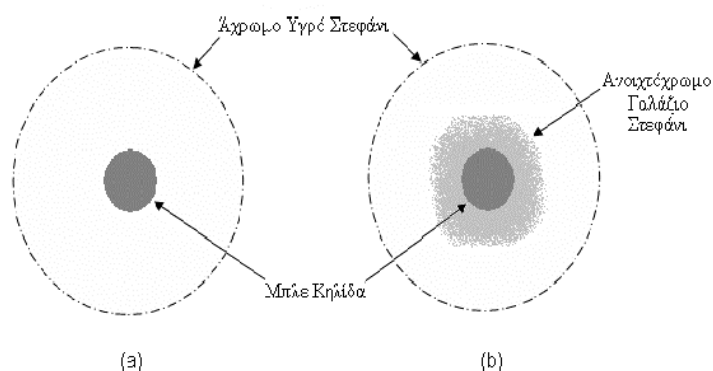 Άχρωμο Υγρό Στεφάνι
Ανοιχτόχρωμο
Γαλάζιο
Στεφάνι
Μπλε Κηλίδα
(a)
(b)